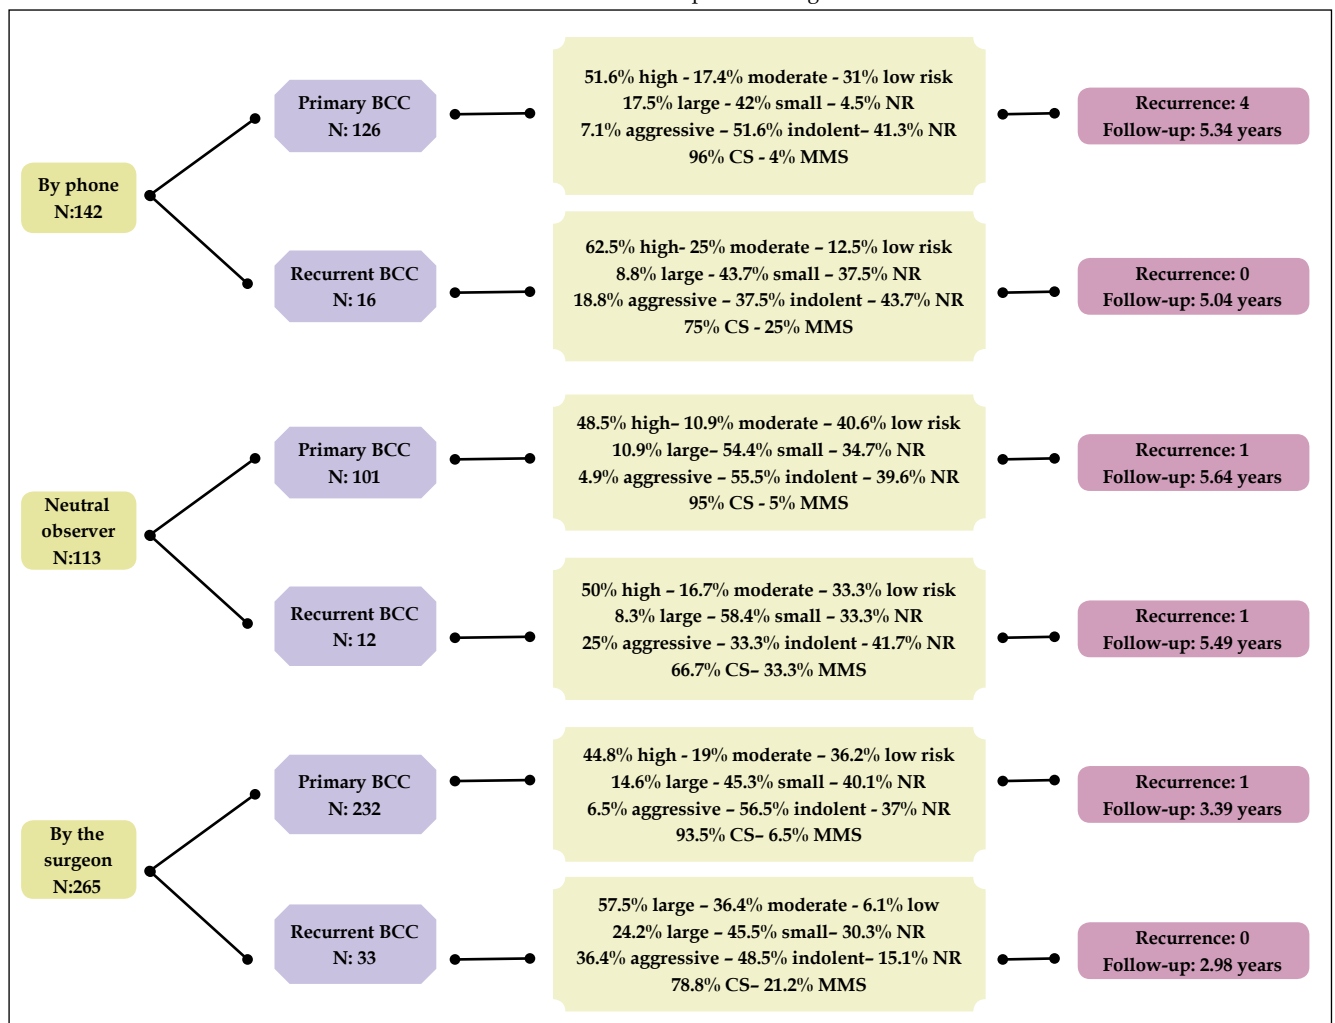 By phone
N:142
Primary BCC
N: 126
51.6% high - 17.4% moderate - 31% low risk
17.5% large - 42% small – 4.5% NR
7.1% aggressive – 51.6% indolent– 41.3% NR
96% CS - 4% MMS
Recurrence: 4
Follow-up: 5.34 years
Recurrent BCC
N: 16
62.5% high- 25% moderate – 12.5% low risk
8.8% large - 43.7% small – 37.5% NR
18.8% aggressive – 37.5% indolent – 43.7% NR
75% CS - 25% MMS
Recurrence: 0
Follow-up: 5.04 years
Neutral
observer
N:113
Primary BCC
N: 101
48.5% high– 10.9% moderate – 40.6% low risk
10.9% large– 54.4% small – 34.7% NR
4.9% aggressive – 55.5% indolent – 39.6% NR
95% CS - 5% MMS
Recurrence: 1
Follow-up: 5.64 years
Recurrent BCC
N: 12
50% high – 16.7% moderate – 33.3% low risk
8.3% large – 58.4% small – 33.3% NR
25% aggressive – 33.3% indolent - 41.7% NR
66.7% CS– 33.3% MMS
Recurrence: 1
Follow-up: 5.49 years
By the
surgeon
N:265
Primary BCC
N: 232
44.8% high - 19% moderate – 36.2% low risk
14.6% large - 45.3% small – 40.1% NR
6.5% aggressive – 56.5% indolent - 37% NR
93.5% CS– 6.5% MMS
Recurrence: 1
Follow-up: 3.39 years
Recurrent BCC
N: 33
57.5% large – 36.4% moderate - 6.1% low
24.2% large – 45.5% small– 30.3% NR
36.4% aggressive – 48.5% indolent– 15.1% NR
78.8% CS– 21.2% MMS
Recurrence: 0
Follow-up: 2.98 years